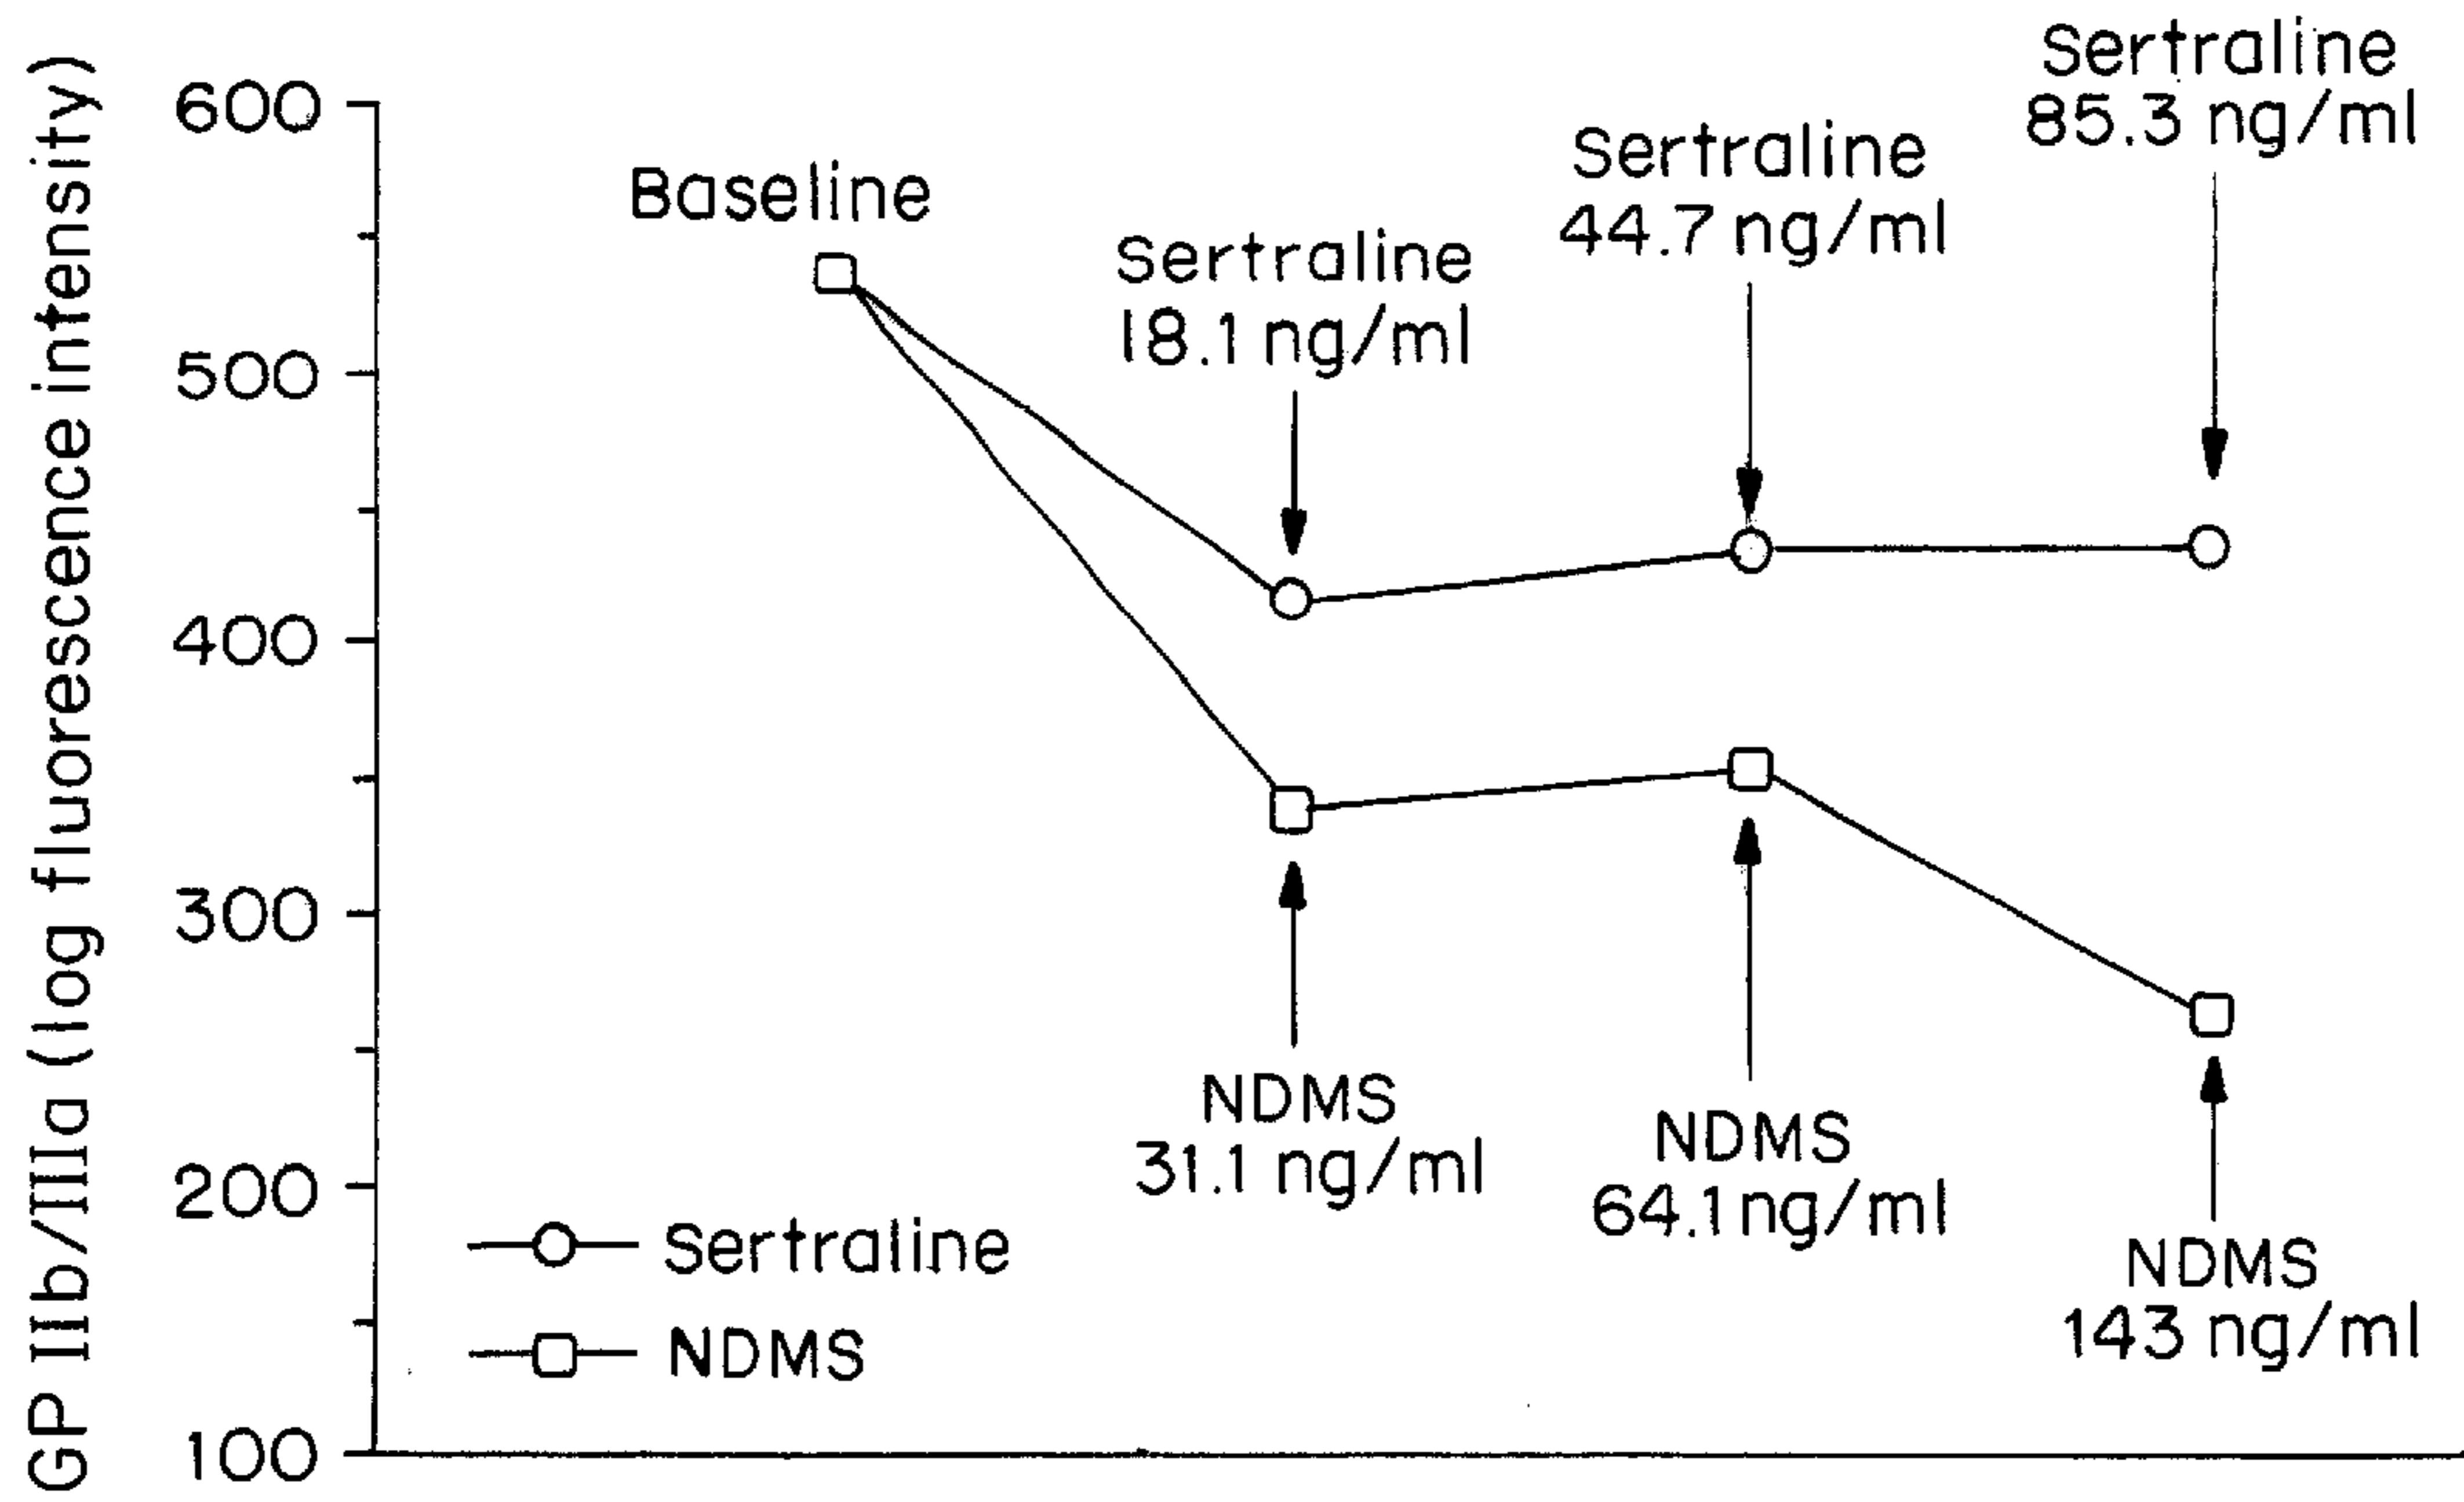 GP IIb/IIIa (log fluorescence intensity)
600
500
400
300
200
100
Baseline
Sertraline
18.1 ng/ml
Sertraline
44.7 ng/ml
Sertraline
85.3 ng/ml
NDMS
31.1 ng/ml
NDMS
64.1 ng/ml
NDMS
143 ng/ml
Sertraline
NDMS